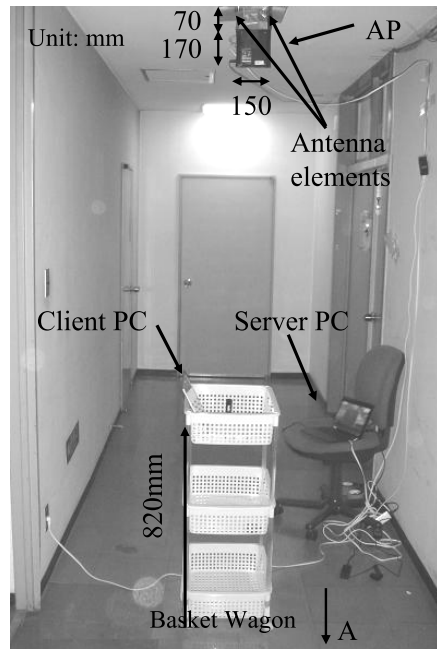 70
Unit: mm
AP
170
150
Antenna
elements
Client PC
Server PC
820mm
Basket Wagon
A